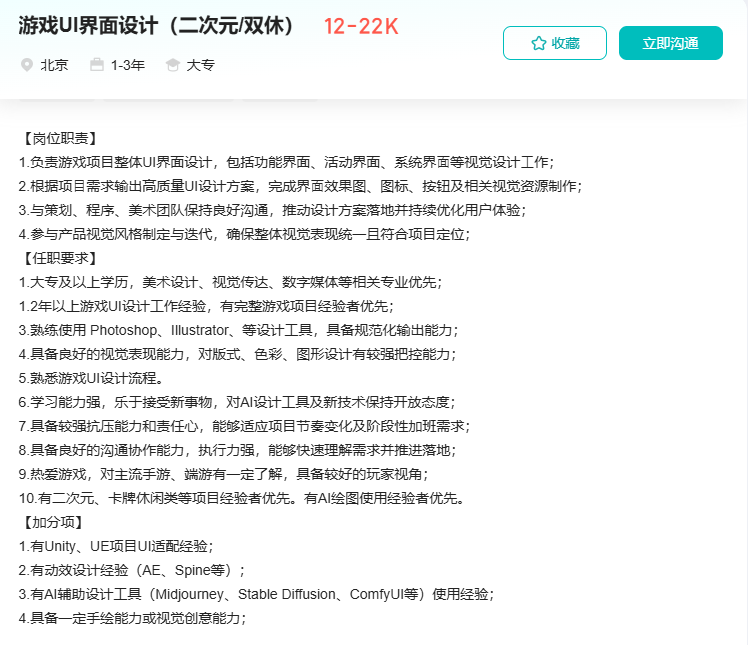 游戏UI界面设计（二次元/双休） 12-22K
收藏 立即沟通
北京 1-3年 大专
【岗位职责】
1.负责游戏项目整体UI界面设计，包括功能界面、活动界面、系统界面等视觉设计工作；
2.根据项目需求输出高质量UI设计方案，完成界面效果图、图标、按钮及相关视觉资源制作；
3.与策划、程序、美术团队保持良好沟通，推动设计方案落地并持续优化用户体验；
4.参与产品视觉风格制定与迭代，确保整体视觉表现统一且符合项目定位；
【任职要求】
1.大专及以上学历，美术设计、视觉传达、数字媒体等相关专业优先；
1.2年以上游戏UI设计工作经验，有完整游戏项目经验者优先；
3.熟练使用 Photoshop、Illustrator、等设计工具，具备规范化输出能力；
4.具备良好的视觉表现能力，对版式、色彩、图形设计有较强把控能力；
5.熟悉游戏UI设计流程。
6.学习能力强，乐于接受新事物，对AI设计工具及新技术保持开放态度；
7.具备较强抗压能力和责任心，能够适应项目节奏变化及阶段性加班需求；
8.具备良好的沟通协作能力，执行力强，能够快速理解需求并推进落地；
9.热爱游戏，对主流手游、端游有一定了解，具备较好的玩家视角；
10.有二次元、卡牌休闲类等项目经验者优先。有AI绘图使用经验者优先。
【加分项】
1.有Unity、UE项目UI适配经验；
2.有动效设计经验（AE、Spine等）；
3.有AI辅助设计工具（Midjourney、Stable Diffusion、ComfyUI等）使用经验；
4.具备一定手绘能力或视觉创意能力；